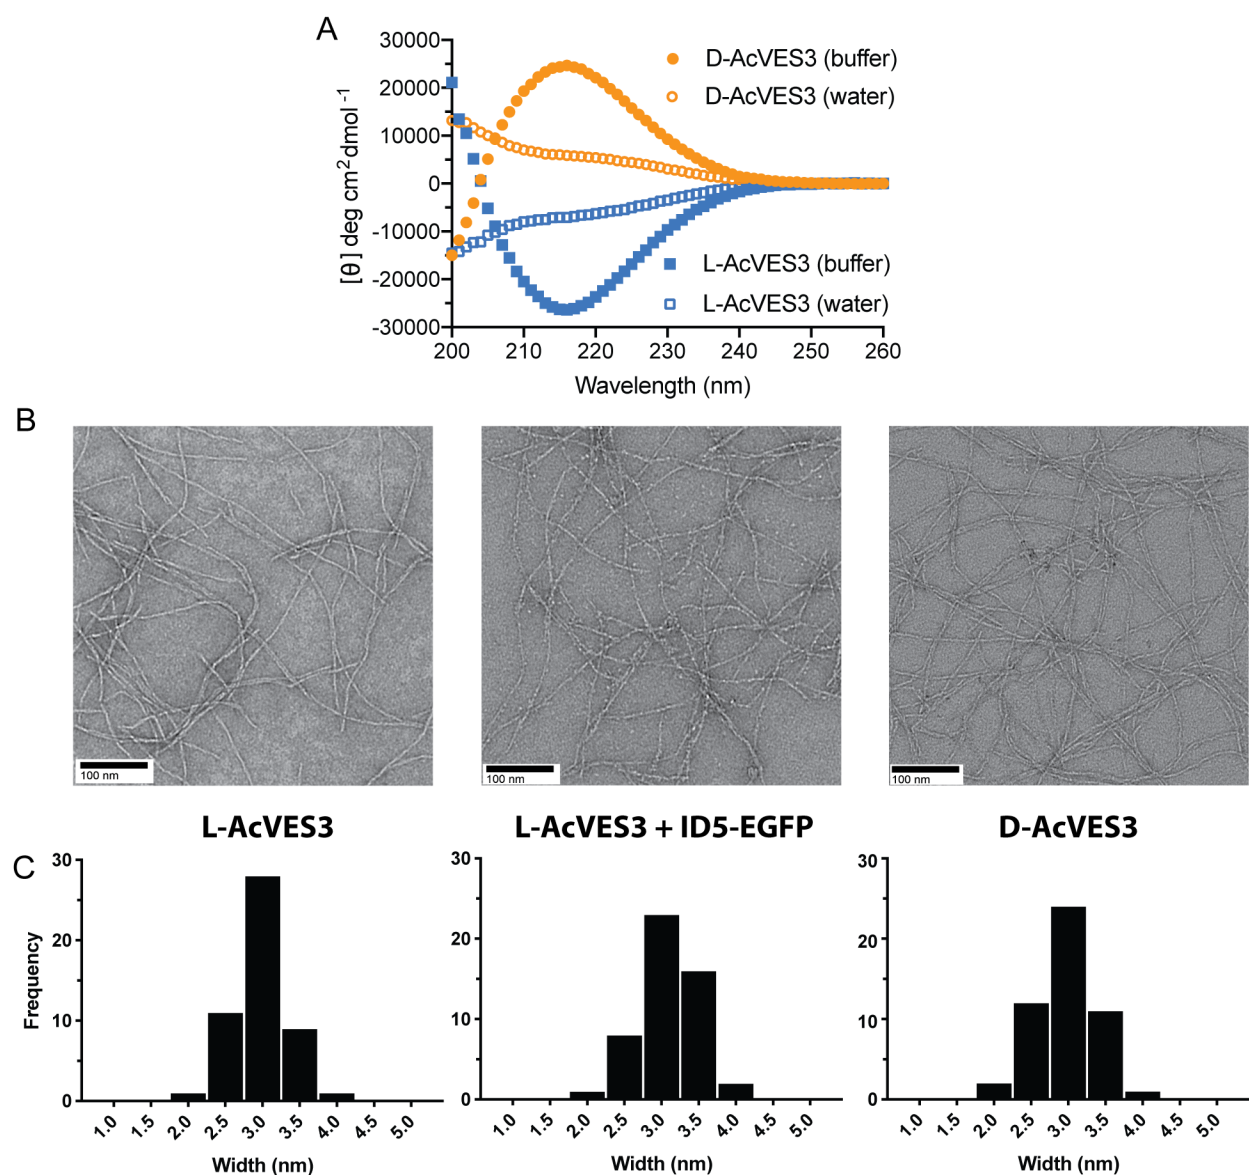 A
30000
20000
10000
0
-10000
-20000
-30000
[θ] deg cm2 dmol -1
D-AcVES3 (buffer)
D-AcVES3 (water)
L-AcVES3 (buffer)
L-AcVES3 (water)
200 210 220 230 240 250 260
Wavelength (nm)
B
100 nm
100 nm
100 nm
L-AcVES3
L-AcVES3 + ID5-EGFP
D-AcVES3
C
30
20
10
0
Frequency
1.0 1.5 2.0 2.5 3.0 3.5 4.0 4.5 5.0
Width (nm)
30
20
10
0
1.0 1.5 2.0 2.5 3.0 3.5 4.0 4.5 5.0
Width (nm)
30
20
10
0
1.0 1.5 2.0 2.5 3.0 3.5 4.0 4.5 5.0
Width (nm)